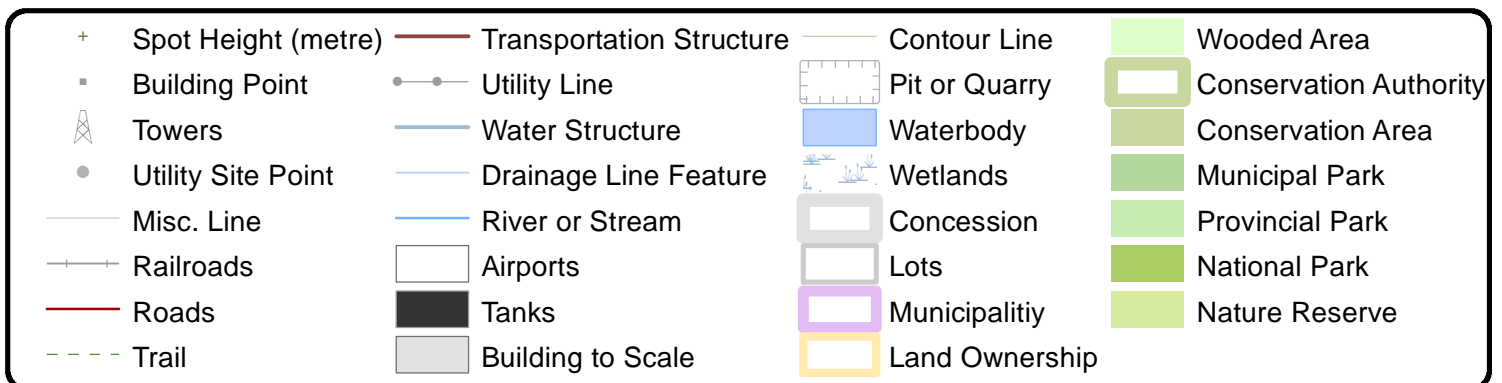 Spot Height (metre)
Building Point
Towers
Utility Site Point
Misc. Line
Railroads
Roads
Trail
Transportation Structure
Utility Line
Water Structure
Drainage Line Feature
River or Stream
Airports
Tanks
Building to Scale
Contour Line
Pit or Quarry
Waterbody
Wetlands
Concession
Lots
Municipalitiy
Land Ownership
Wooded Area
Conservation Authority
Conservation Area
Municipal Park
Provincial Park
National Park
Nature Reserve